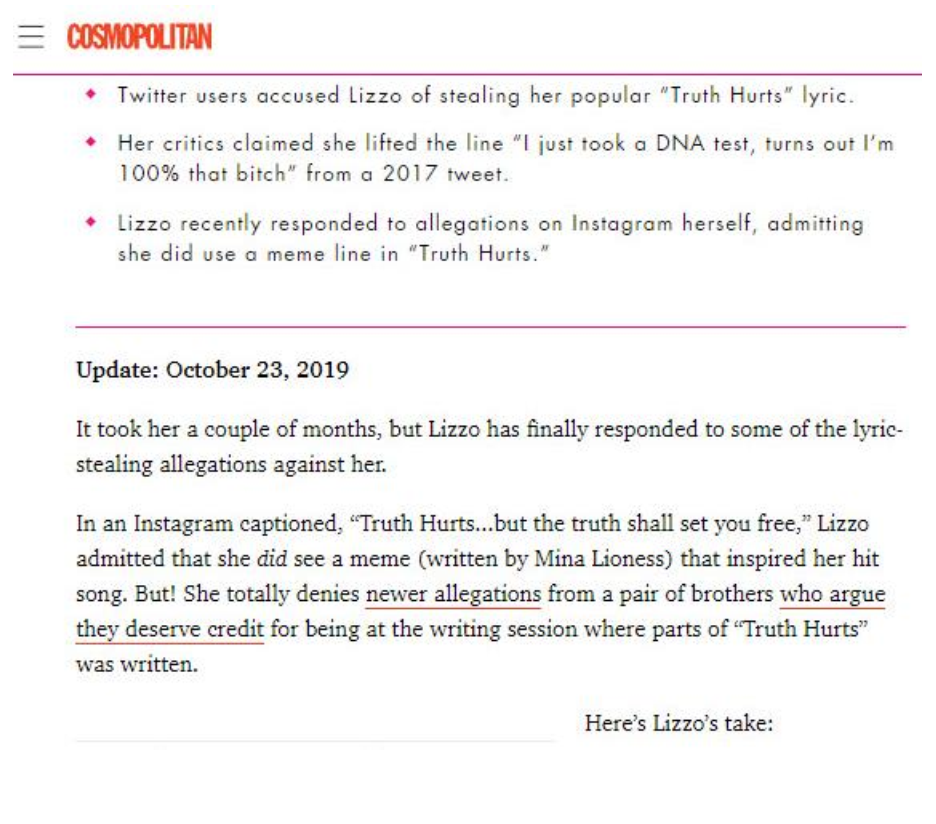 COSMOPOLITAN
Twitter users accused Lizzo of stealing her popular “Truth Hurts” lyric.
Her critics claimed she lifted the line “I just took a DNA test, turns out I’m
100% that bitch” from a 2017 tweet.
Lizzo recently responded to allegations on Instagram herself, admitting
she did use a meme line in “Truth Hurts.”
Update: October 23, 2019
It took her a couple of months, but Lizzo has finally responded to some of the lyric-
stealing allegations against her.
In an Instagram captioned, “Truth Hurts...but the truth shall set you free,” Lizzo
admitted that she did see a meme (written by Mina Lioness) that inspired her hit
song. But! She totally denies newer allegations from a pair of brothers who argue
they deserve credit for being at the writing session where parts of “Truth Hurts”
was written.
Here’s Lizzo’s take: